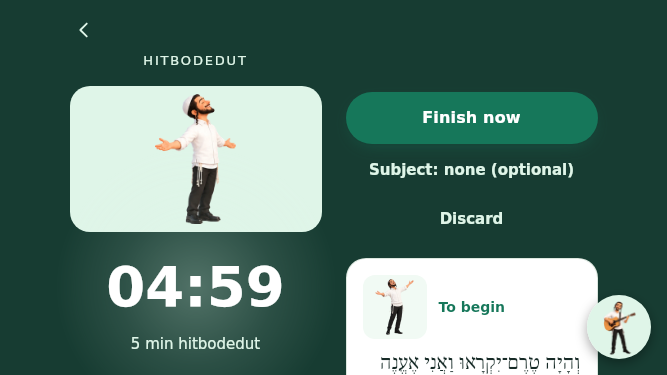 HITBODEDUT
04:59
5 min hitbodedut
Finish now
Subject: none (optional)
Discard
To begin
וְהָיָה טֶרֶם־יִקְרָאוּ וַאֲנִי אֶעֱנֶה